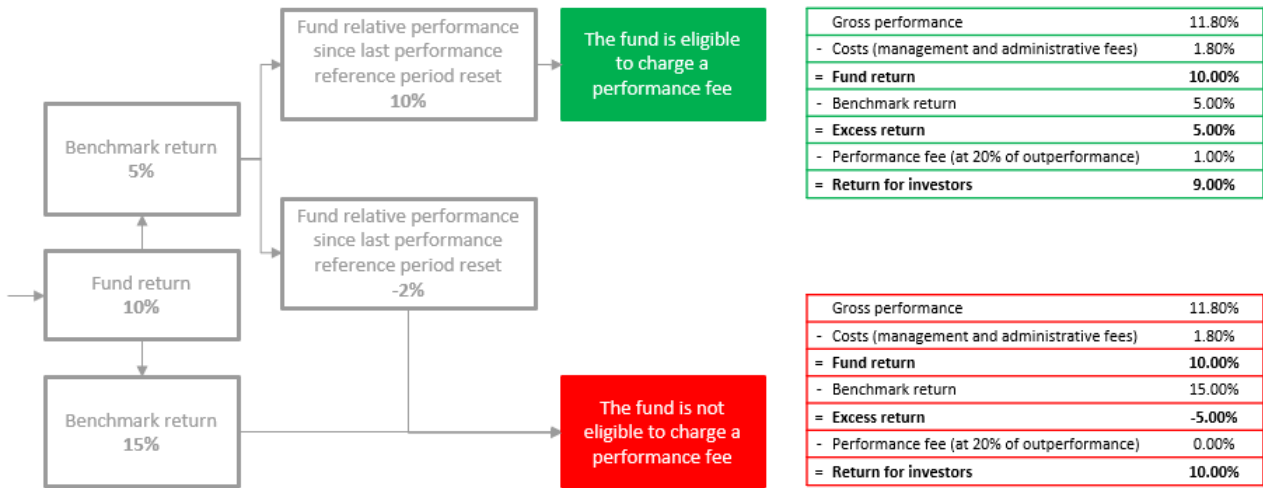 Fund relative performance
since last performance
reference period reset
10%
The fund is eligible
to charge a
performance fee
Benchmark return
5%
Fund relative performance
since last performance
reference period reset
-2%
Fund return
10%
Benchmark return
15%
The fund is not
eligible to charge a
performance fee
Gross performance 11.80%
- Costs (management and administrative fees) 1.80%
= Fund return 10.00%
- Benchmark return 5.00%
= Excess return 5.00%
- Performance fee (at 20% of outperformance) 1.00%
= Return for investors 9.00%
Gross performance 11.80%
- Costs (management and administrative fees) 1.80%
= Fund return 10.00%
- Benchmark return 15.00%
= Excess return -5.00%
- Performance fee (at 20% of outperformance) 0.00%
= Return for investors 10.00%